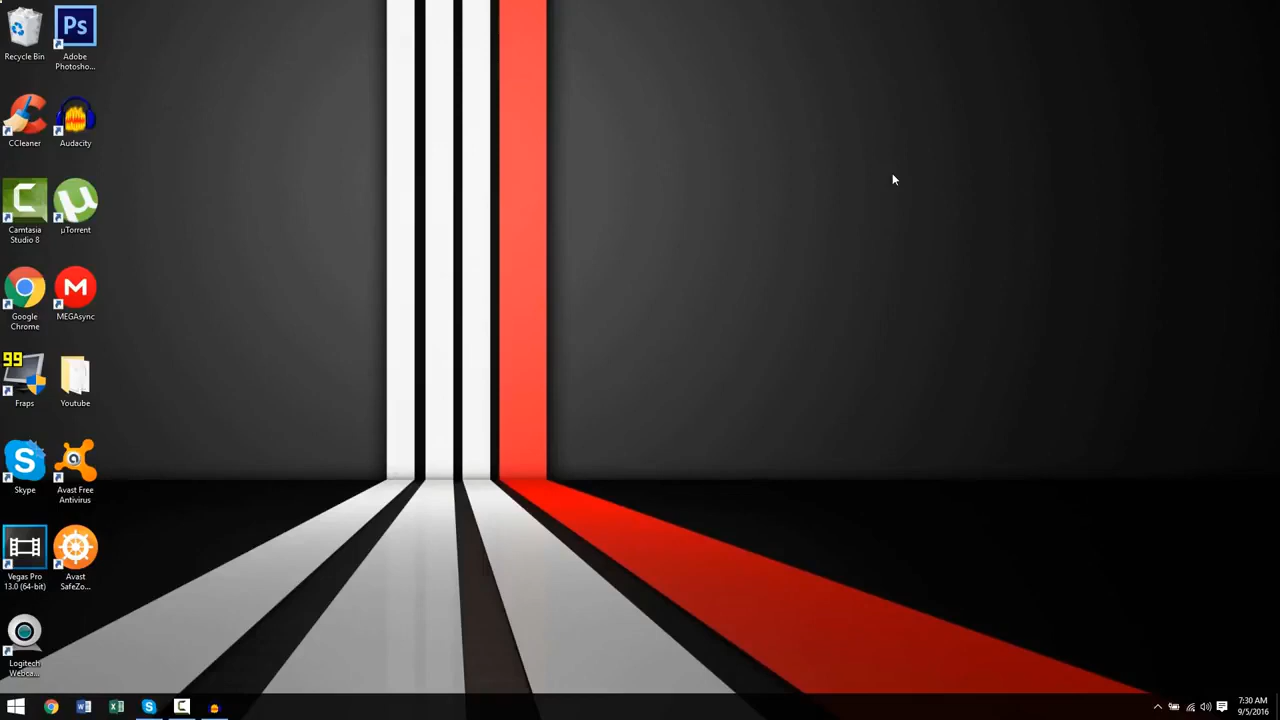 Recycle Bin
Ps
Adobe
Photosho...
CCleaner
Audacity
C
Camtasia
Studio 8
µ
µTorrent
Google
Chrome
M
MEGAsync
99
Fraps
Youtube
S
Skype
a
Avast Free
Antivirus
Vegas Pro
13.0 (64-bit)
Avast
SafeZo...
Logitech
Webca...
7:30 AM
9/5/2016